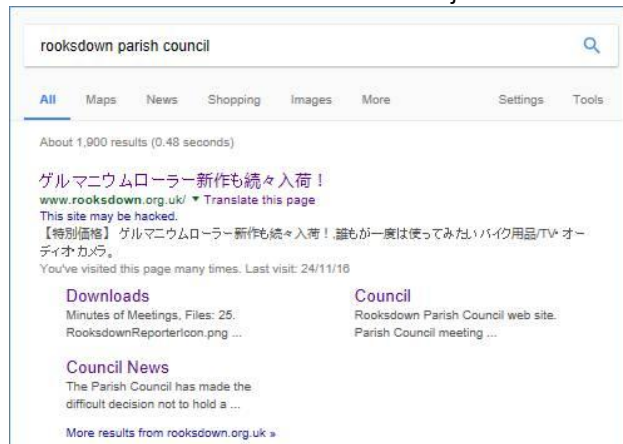 rooksdown parish council
All Maps News Shopping Images More Settings Tools
About 1,900 results (0.48 seconds)
ゲルマニウムローラー新作も続々入荷！
www.rooksdown.org.uk/ ▼ Translate this page
This site may be hacked.
【特別価格】 ゲルマニウムローラー新作も続々入荷！,誰もが一度は使ってみたい バイク用品/TV・オー
ディオ・カメラ。
You've visited this page many times. Last visit: 24/11/16
Downloads
Minutes of Meetings, Files: 25.
RooksdownReporterIcon.png ...
Council
Rooksdown Parish Council web site.
Parish Council meeting ...
Council News
The Parish Council has made the
difficult decision not to hold a ...
More results from rooksdown.org.uk »